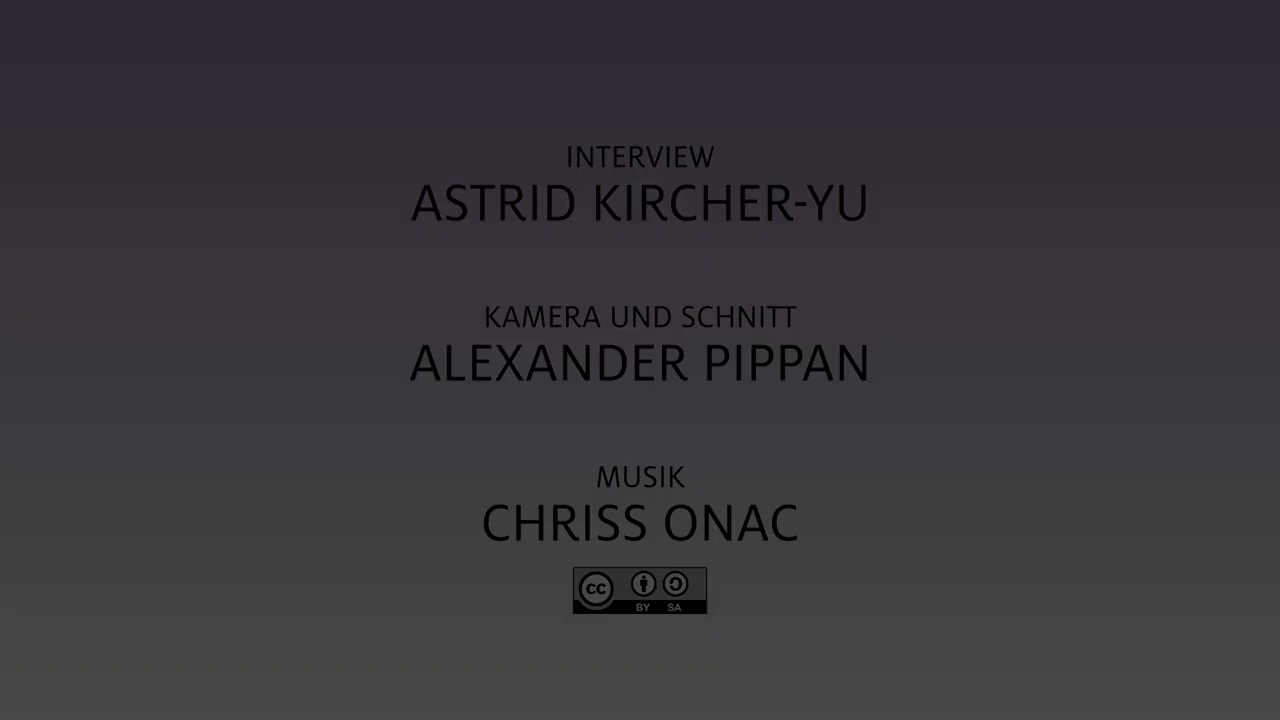 INTERVIEW
ASTRID KIRCHER-YU
KAMERA UND SCHNITT
ALEXANDER PIPPAN
MUSIK
CHRISS ONAC
CC BY SA